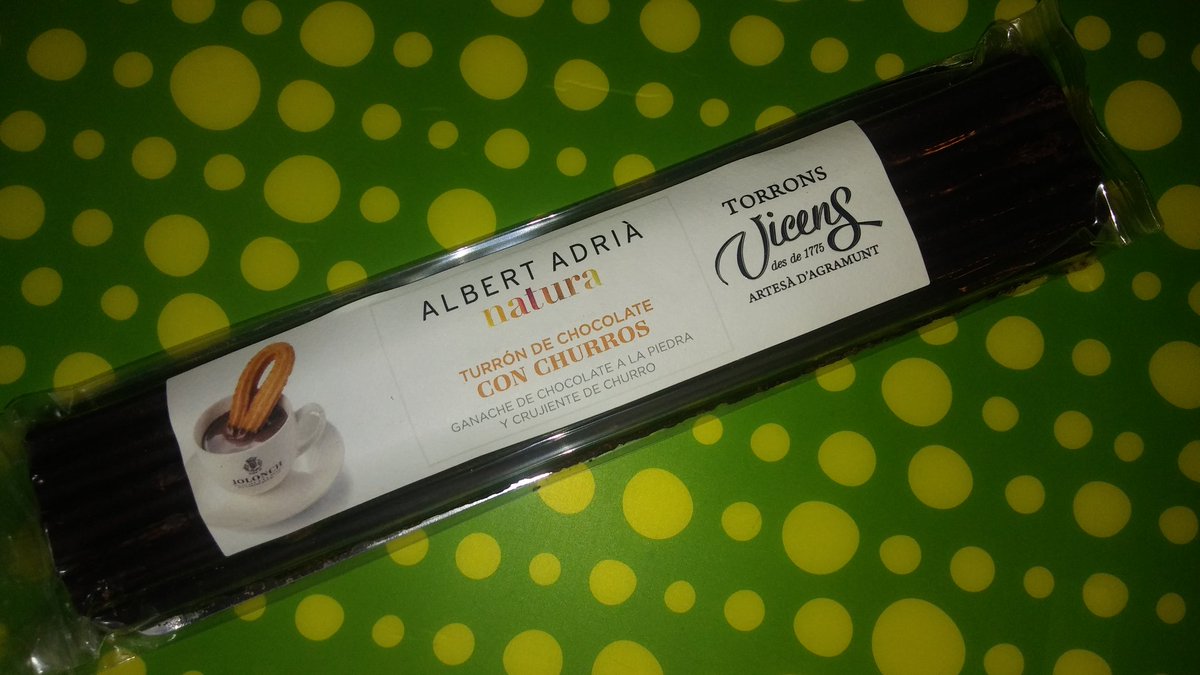 ALBERT ADRIÀ
natura
TURRÓN DE CHOCOLATE
CON CHURROS
GANACHE DE CHOCOLATE A LA PIEDRA
Y CRUJIENTE DE CHURRO
TORRONS
Vicens
des de 1775
ARTESÀ D'AGRAMUNT